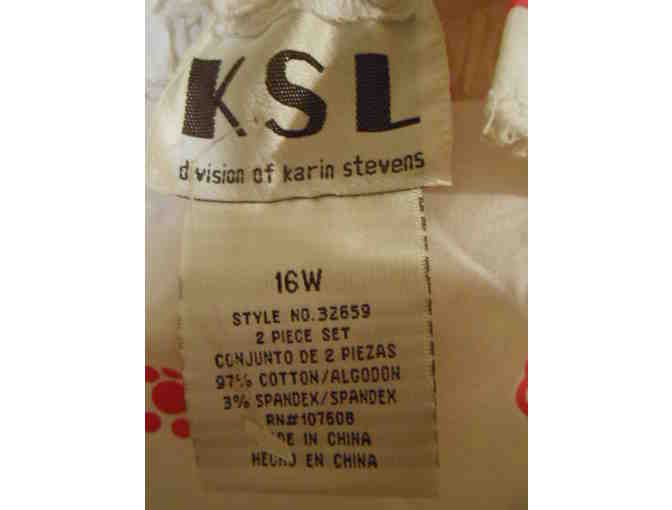 KSL
division of karin stevens
16W
STYLE NO.32659
2 PIECE SET
CONJUNTO DE 2 PIEZAS
97% COTTON/ALGODON
3% SPANDEX/SPANDEX
RN#107608
MADE IN CHINA
HECHO EN CHINA